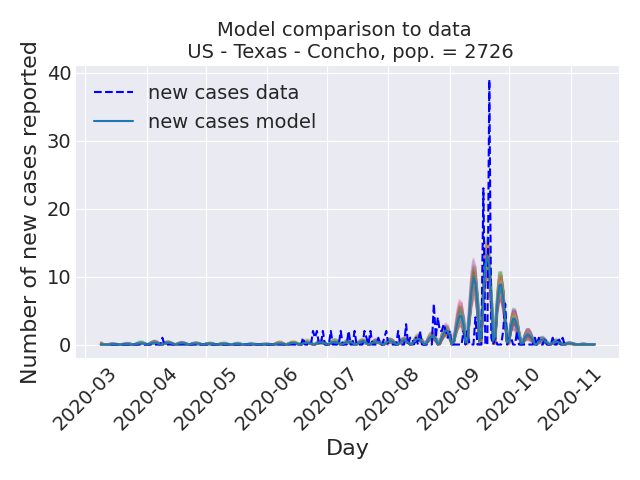 Model comparison to data
US - Texas - Concho, pop. = 2726
Number of new cases reported
40
30
20
10
0
new cases data
new cases model
2020-03
2020-04
2020-05
2020-06
2020-07
2020-08
2020-09
2020-10
2020-11
Day